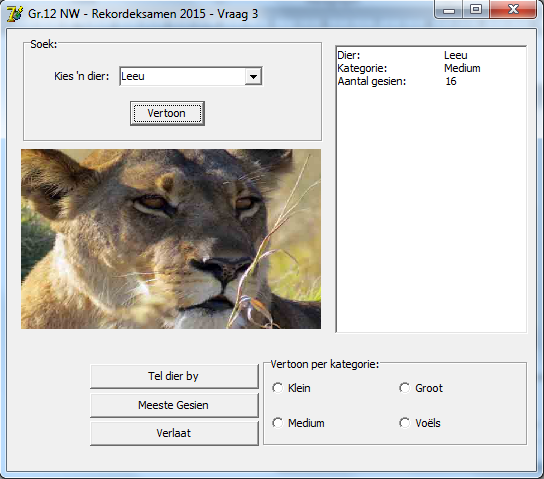 Gr.12 NW - Rekordeksamen 2015 - Vraag 3
Soek:
Kies 'n dier: Leeu
Vertoon
Dier: Leeu
Kategorie: Medium
Aantal gesien: 16
Tel dier by
Meeste Gesien
Verlaat
Vertoon per kategorie:
Klein Groot
Medium Voëls